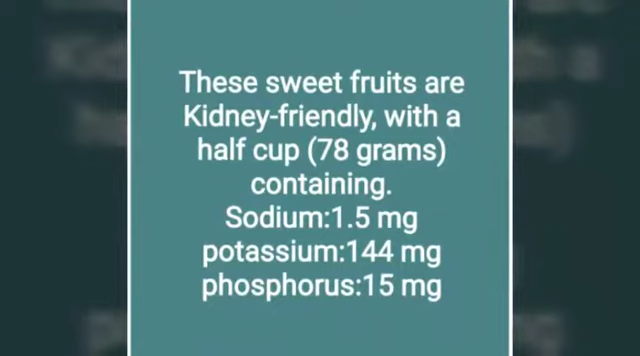 These sweet fruits are
Kidney-friendly, with a
half cup (78 grams)
containing.
Sodium:1.5 mg
potassium:144 mg
phosphorus:15 mg